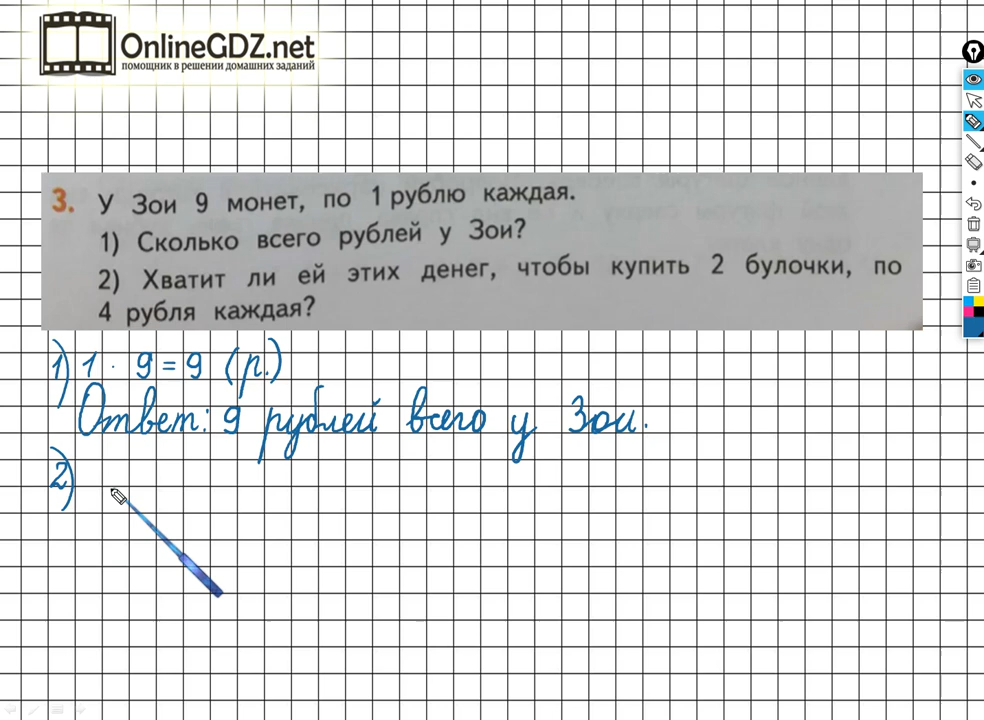 OnlineGDZ.net
помощник в решении домашних заданий
3. У Зои 9 монет, по 1 рублю каждая.
1) Сколько всего рублей у Зои?
2) Хватит ли ей этих денег, чтобы купить 2 булочки, по
4 рубля каждая?
1) 1 · 9 = 9 (р.)
Ответ: 9 рублей всего у Зои.
2)